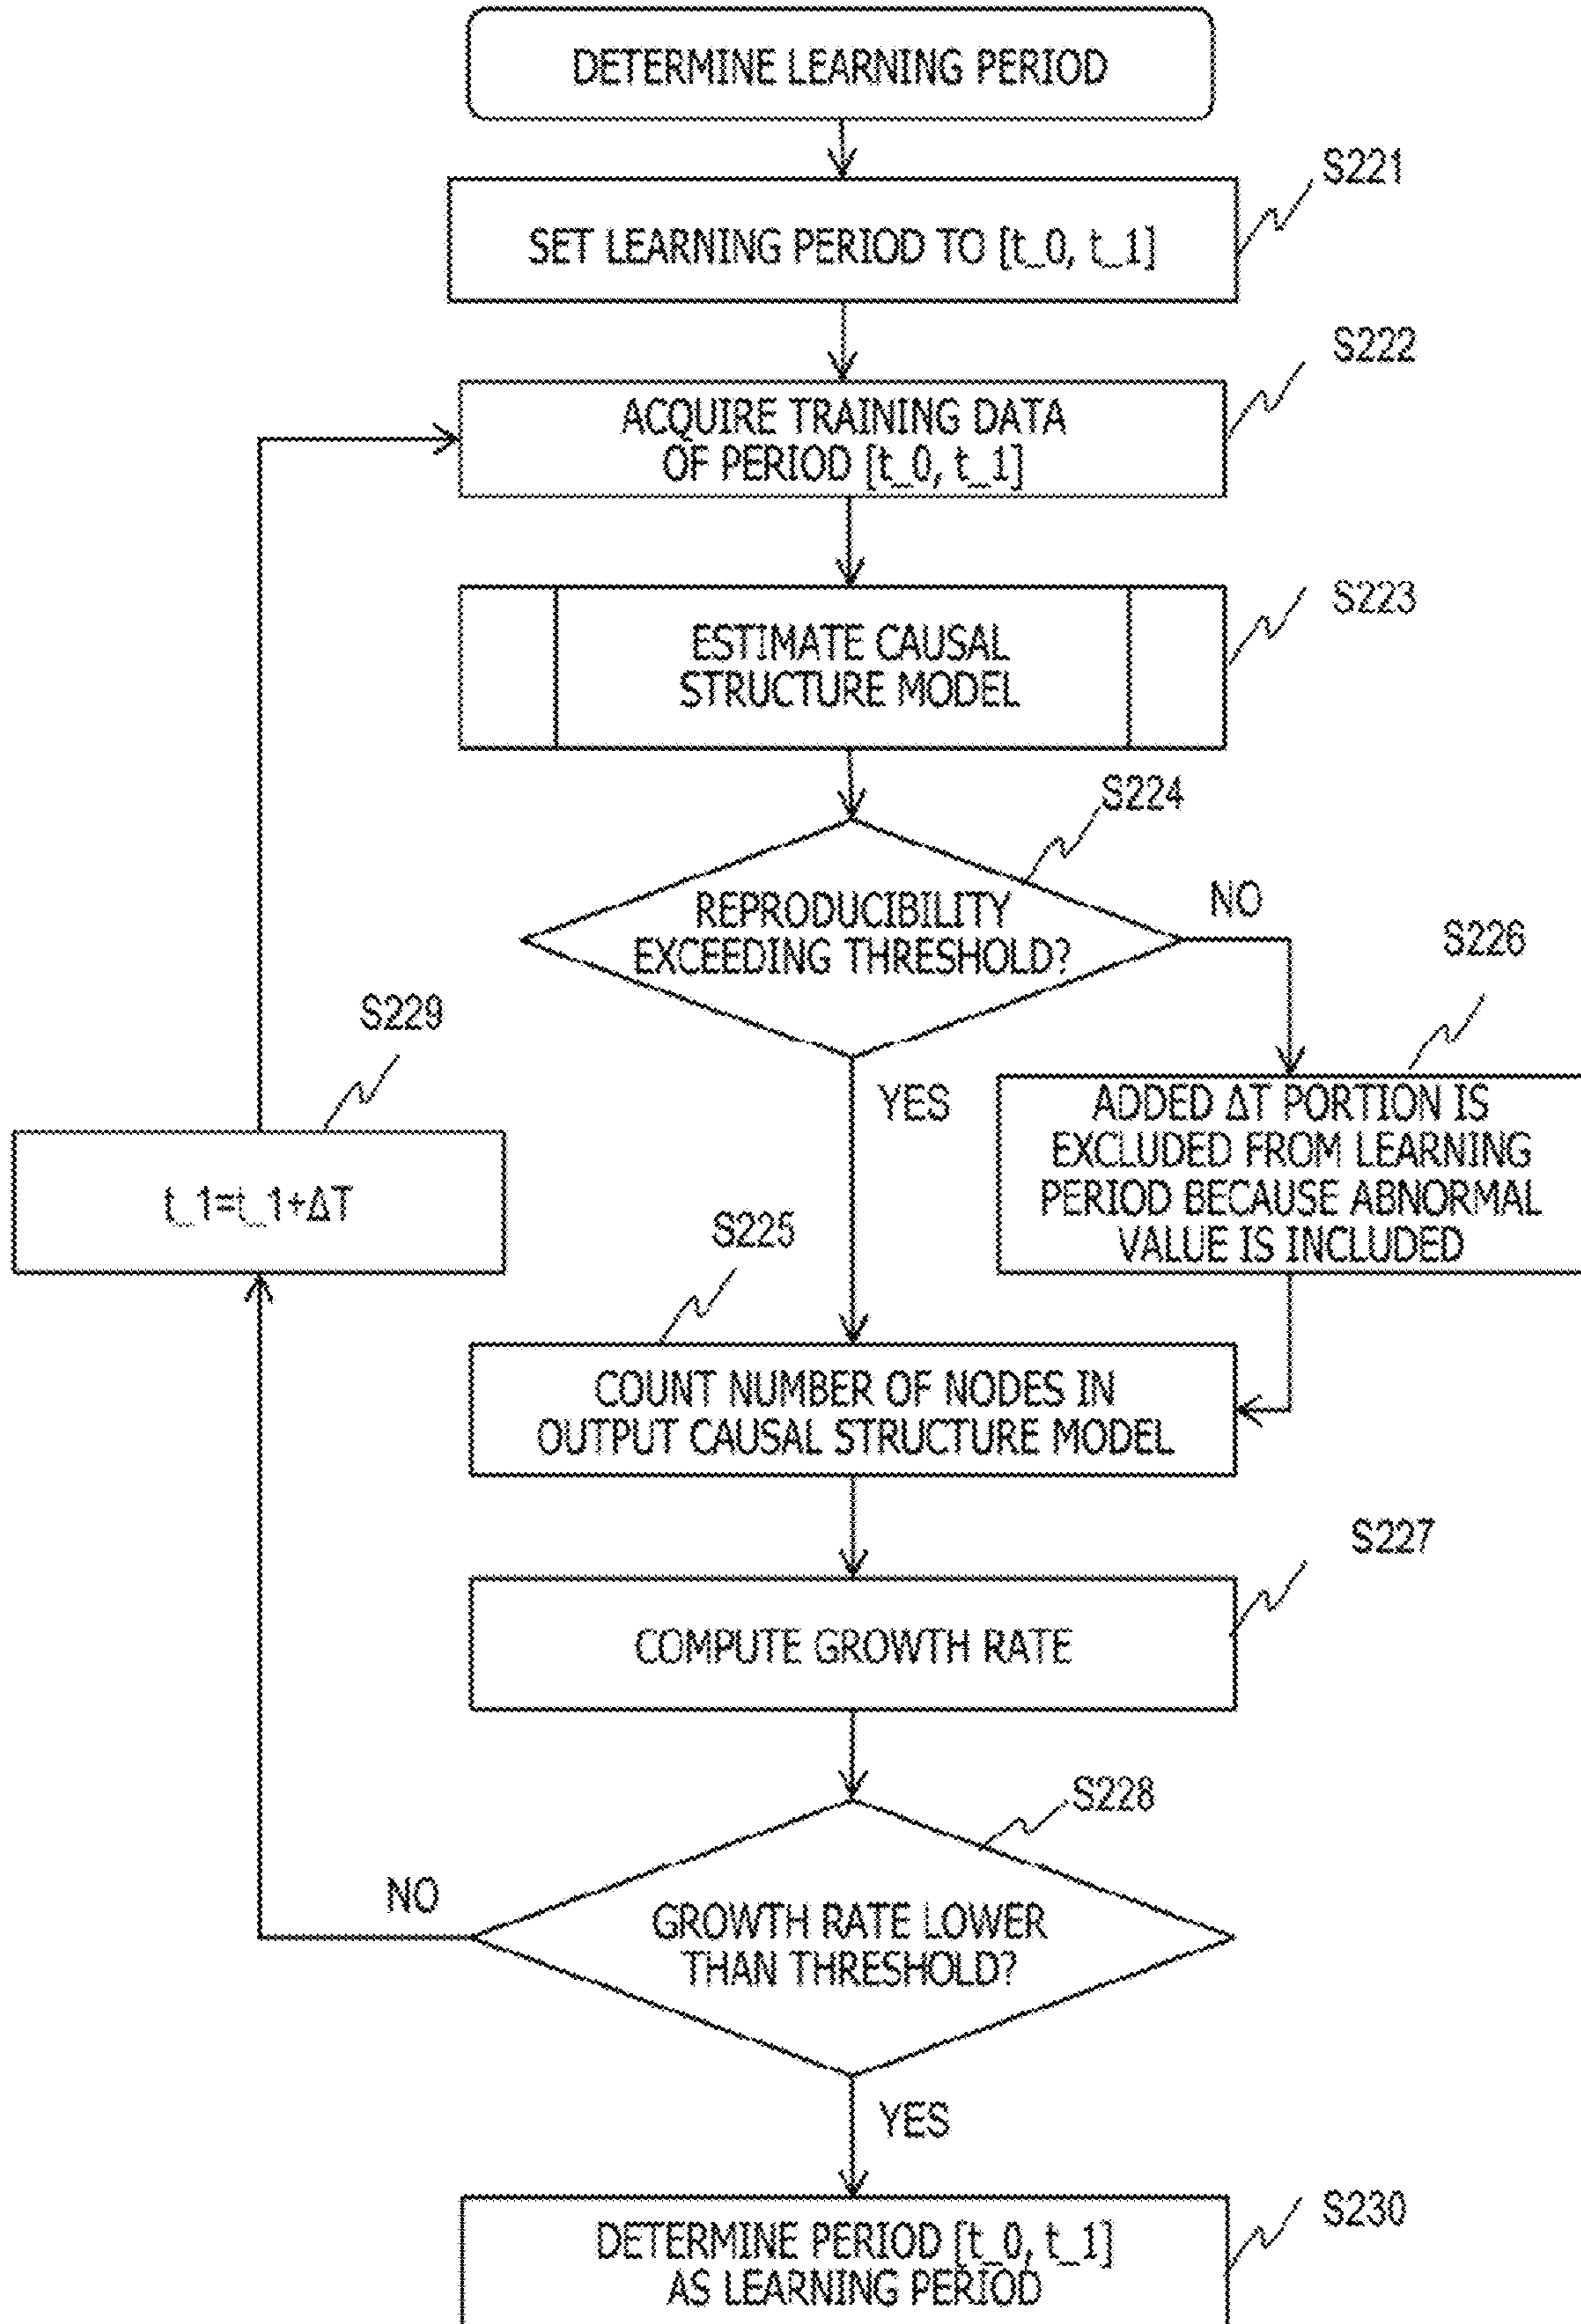 DETERMINE LEARNING PERIOD
S221
SET LEARNING PERIOD TO [t_0, t_1]
S222
ACQUIRE TRAINING DATA
OF PERIOD [t_0, t_1]
S223
ESTIMATE CAUSAL
STRUCTURE MODEL
S224
REPRODUCIBILITY
EXCEEDING THRESHOLD?
NO
S226
S229
YES
ADDED ΔT PORTION IS
EXCLUDED FROM LEARNING
PERIOD BECAUSE ABNORMAL
VALUE IS INCLUDED
t_1=t_1+ΔT
S225
COUNT NUMBER OF NODES IN
OUTPUT CAUSAL STRUCTURE MODEL
S227
COMPUTE GROWTH RATE
S228
NO
GROWTH RATE LOWER
THAN THRESHOLD?
YES
S230
DETERMINE PERIOD [t_0, t_1]
AS LEARNING PERIOD